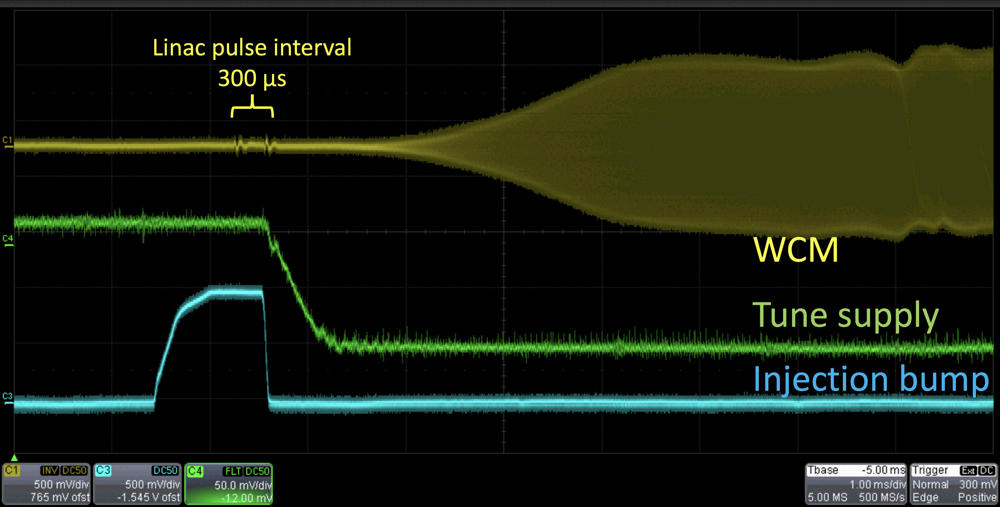 Linac pulse interval
300 µs
C1
C4
WCM
Tune supply
Injection bump
C3
C1 INV DC50
500 mV/div
765 mV ofst
C3 DC50
500 mV/div
-1.545 V ofst
C4 FLT DC50
50.0 mV/div
-12.00 mV
Tbase -5.00 ms
1.00 ms/div
5.00 MS 500 MS/s
Trigger Ext DC
Normal 300 mV
Edge Positive